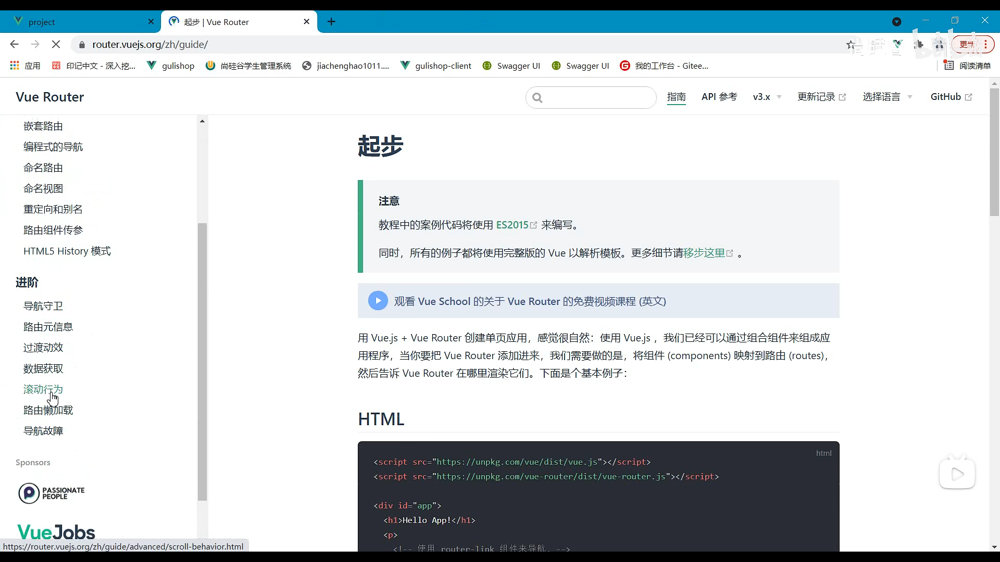 project
起步 | Vue Router
router.vuejs.org/zh/guide/
更新
应用
印记中文 - 深入挖...
gulishop
尚硅谷学生管理系统
jiachenghao1011....
gulishop-client
Swagger UI
Swagger UI
我的工作台 - Gitee...
阅读清单
Vue Router
指南
API 参考
v3.x
更新记录
选择语言
GitHub
嵌套路由
编程式的导航
命名路由
命名视图
重定向和别名
路由组件传参
HTML5 History 模式
进阶
导航守卫
路由元信息
过渡动效
数据获取
滚动行为
路由懒加载
导航故障
Sponsors
PASSIONATE
PEOPLE
VueJobs
https://router.vuejs.org/zh/guide/advanced/scroll-behavior.html
起步
注意
教程中的案例代码将使用 ES2015 来编写。
同时，所有的例子都将使用完整版的 Vue 以解析模板。更多细节请移步这里 。
观看 Vue School 的关于 Vue Router 的免费视频课程 (英文)
用 Vue.js + Vue Router 创建单页应用，感觉很自然：使用 Vue.js ，我们已经可以通过组合组件来组成应
用程序，当你要把 Vue Router 添加进来，我们需要做的是，将组件 (components) 映射到路由 (routes)，
然后告诉 Vue Router 在哪里渲染它们。下面是个基本例子：
HTML
html
<script src="https://unpkg.com/vue/dist/vue.js"></script>
<script src="https://unpkg.com/vue-router/dist/vue-router.js"></script>
<div id="app">
<h1>Hello App!</h1>
<p>
<!-- 使用 router-link 组件来导航. -->